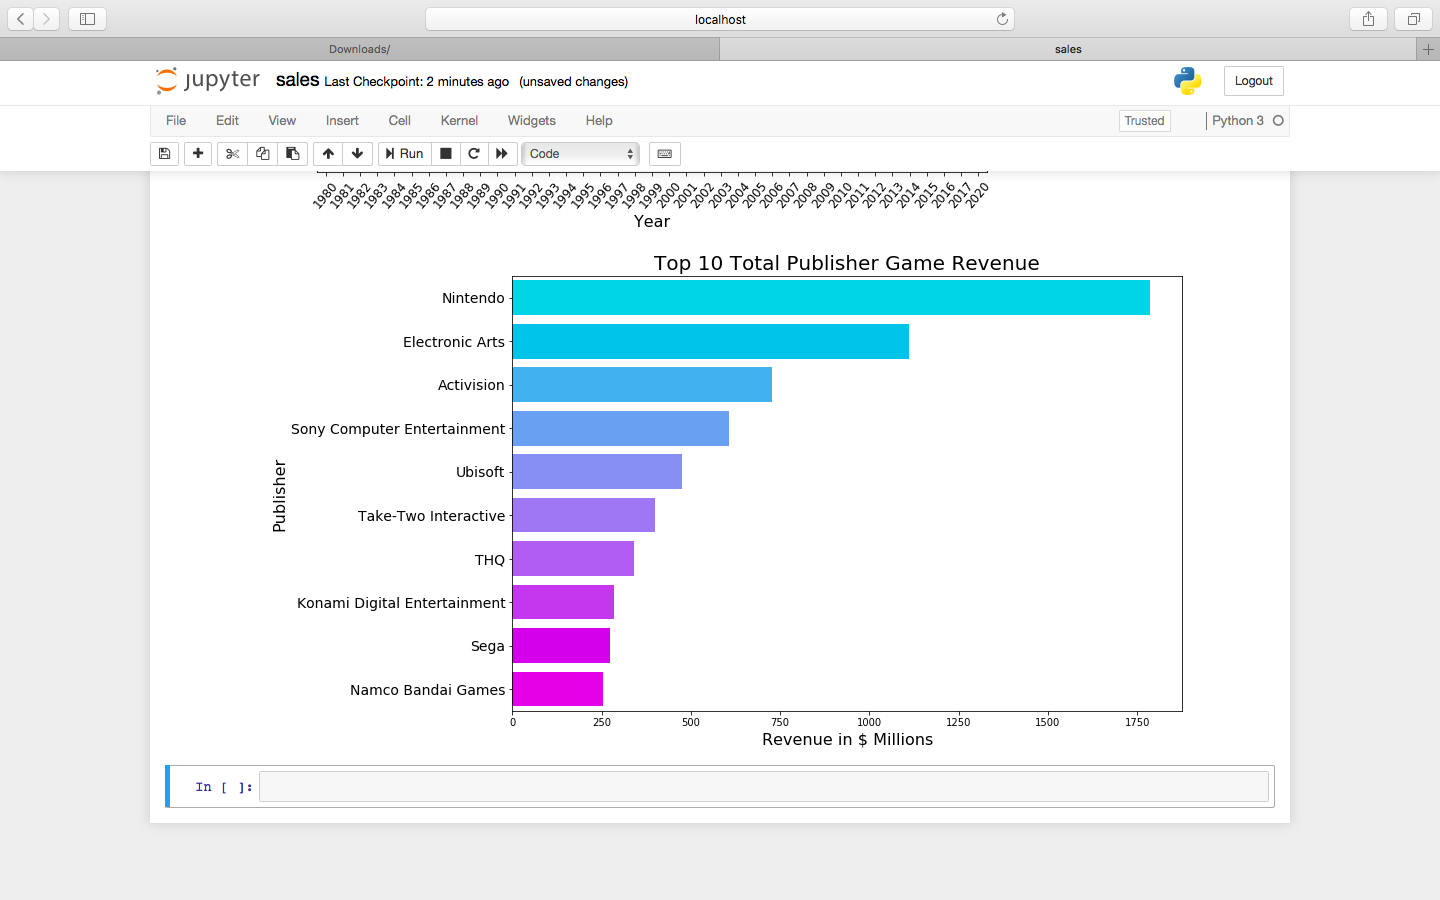 localhost
Downloads/
sales
jupyter sales Last Checkpoint: 2 minutes ago (unsaved changes)
Logout
File Edit View Insert Cell Kernel Widgets Help Trusted Python 3
Run Code
1980 1981 1982 1983 1984 1985 1986 1987 1988 1989 1990 1991 1992 1993 1994 1995 1996 1997 1998 1999 2000 2001 2002 2003 2004 2005 2006 2007 2008 2009 2010 2011 2012 2013 2014 2015 2016 2017 2020
Year
Top 10 Total Publisher Game Revenue
Publisher
Nintendo
Electronic Arts
Activision
Sony Computer Entertainment
Ubisoft
Take-Two Interactive
THQ
Konami Digital Entertainment
Sega
Namco Bandai Games
0 250 500 750 1000 1250 1500 1750
Revenue in $ Millions
In [ ]: